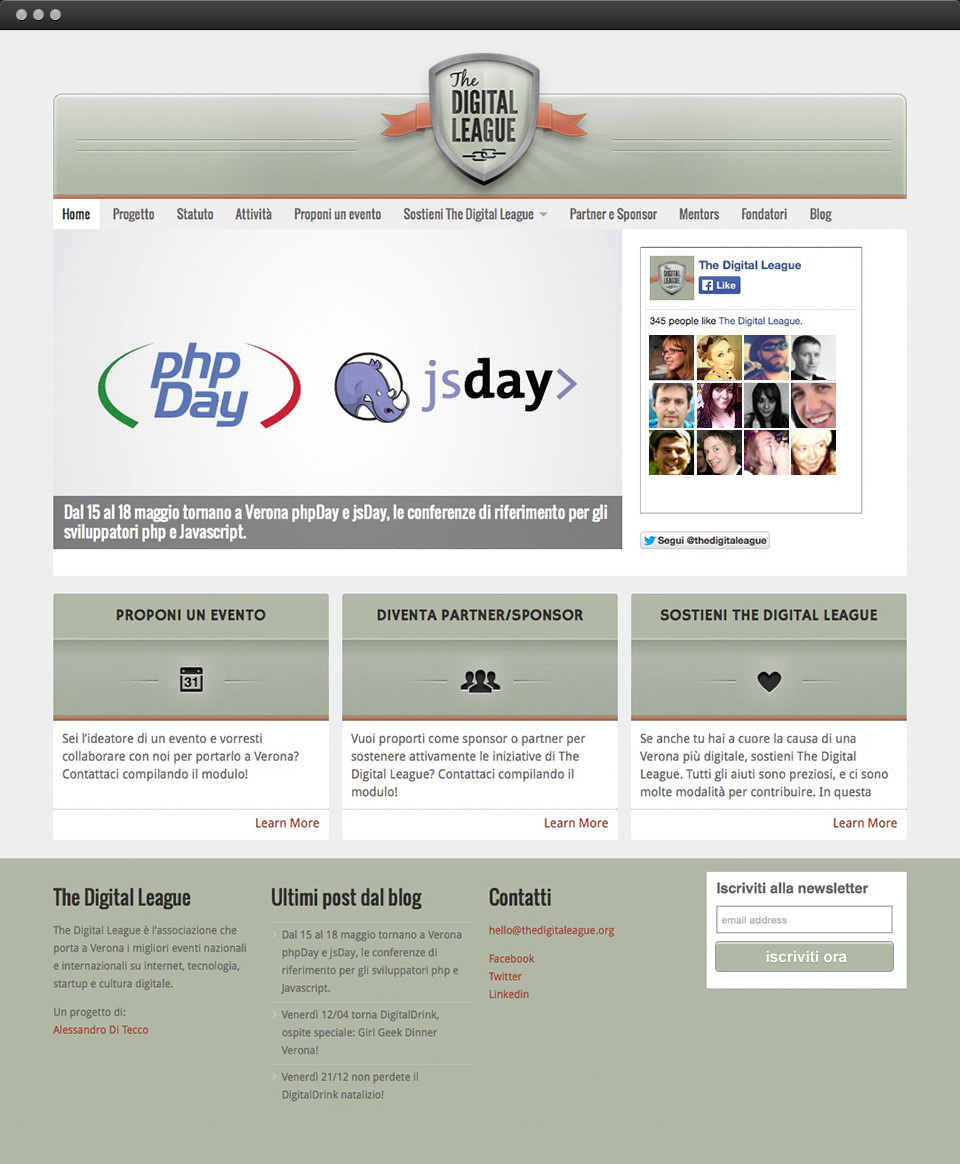 The
DIGITAL
LEAGUE
Home Progetto Statuto Attività Proponi un evento Sostieni The Digital League Partner e Sponsor Mentors Fondatori Blog
php
Day
jsday>
Dal 15 al 18 maggio tornano a Verona phpDay e jsDay, le conferenze di riferimento per gli
sviluppatori php e Javascript.
The
DIGITAL
LEAGUE
The Digital League
Like
345 people like The Digital League.
Segui @thedigitaleague
PROPONI UN EVENTO
31
Sei l’ideatore di un evento e vorresti
collaborare con noi per portarlo a Verona?
Contattaci compilando il modulo!
Learn More
DIVENTA PARTNER/SPONSOR
Vuoi proporti come sponsor o partner per
sostenere attivamente le iniziative di The
Digital League? Contattaci compilando il
modulo!
Learn More
SOSTIENI THE DIGITAL LEAGUE
Se anche tu hai a cuore la causa di una
Verona più digitale, sostieni The Digital
League. Tutti gli aiuti sono preziosi, e ci sono
molte modalità per contribuire. In questa
Learn More
The Digital League
The Digital League è l'associazione che
porta a Verona i migliori eventi nazionali
e internazionali su internet, tecnologia,
startup e cultura digitale.
Un progetto di:
Alessandro Di Tecco
Ultimi post dal blog
Dal 15 al 18 maggio tornano a Verona
phpDay e jsDay, le conferenze di
riferimento per gli sviluppatori php e
Javascript.
Venerdì 12/04 torna DigitalDrink,
ospite speciale: Girl Geek Dinner
Verona!
Venerdì 21/12 non perdete il
DigitalDrink natalizio!
Contatti
hello@thedigitaleague.org
Facebook
Twitter
Linkedin
Iscriviti alla newsletter
email address
iscriviti ora